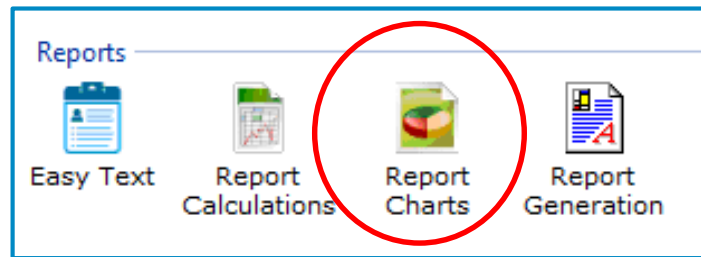 Reports
Easy Text
Report
Calculations
Report
Charts
Report
Generation